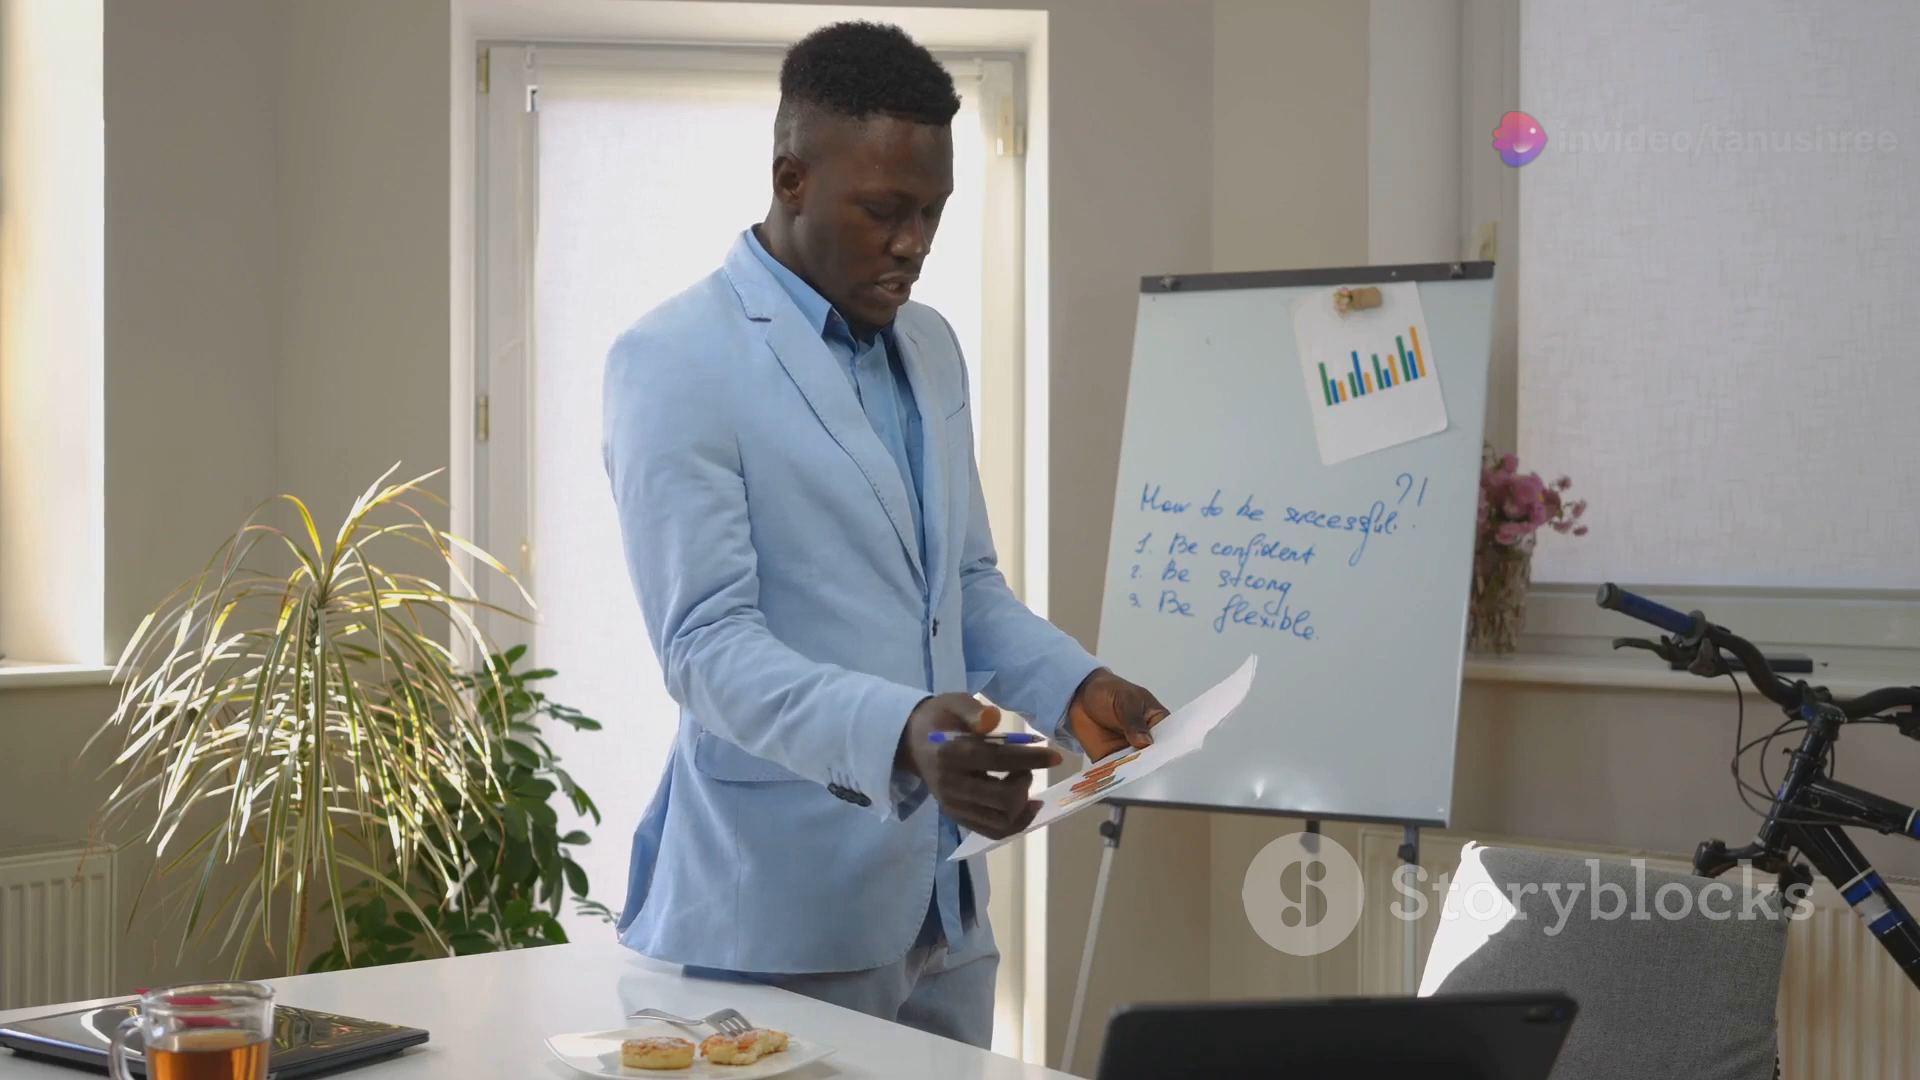 invideo/tanushree
How to be successful?!
1. Be confident
2. Be strong
3. Be flexible.
Storyblocks